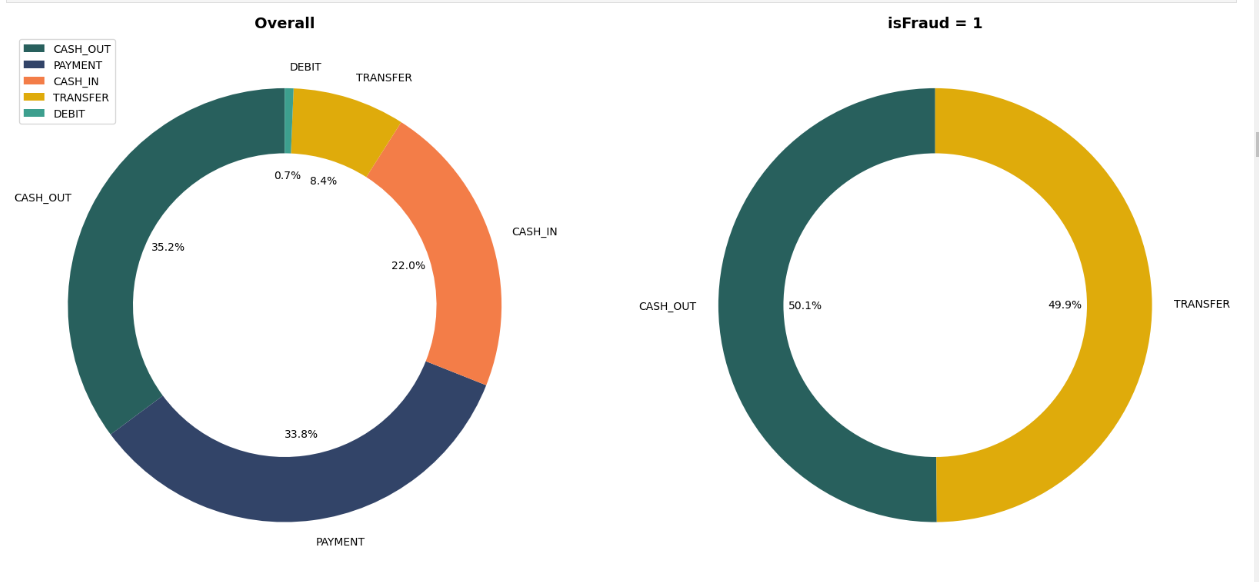 Overall
CASH_OUT
PAYMENT
CASH_IN
TRANSFER
DEBIT
DEBIT
TRANSFER
0.7%
8.4%
CASH_OUT
CASH_IN
35.2%
22.0%
33.8%
PAYMENT
isFraud = 1
CASH_OUT
50.1%
49.9%
TRANSFER